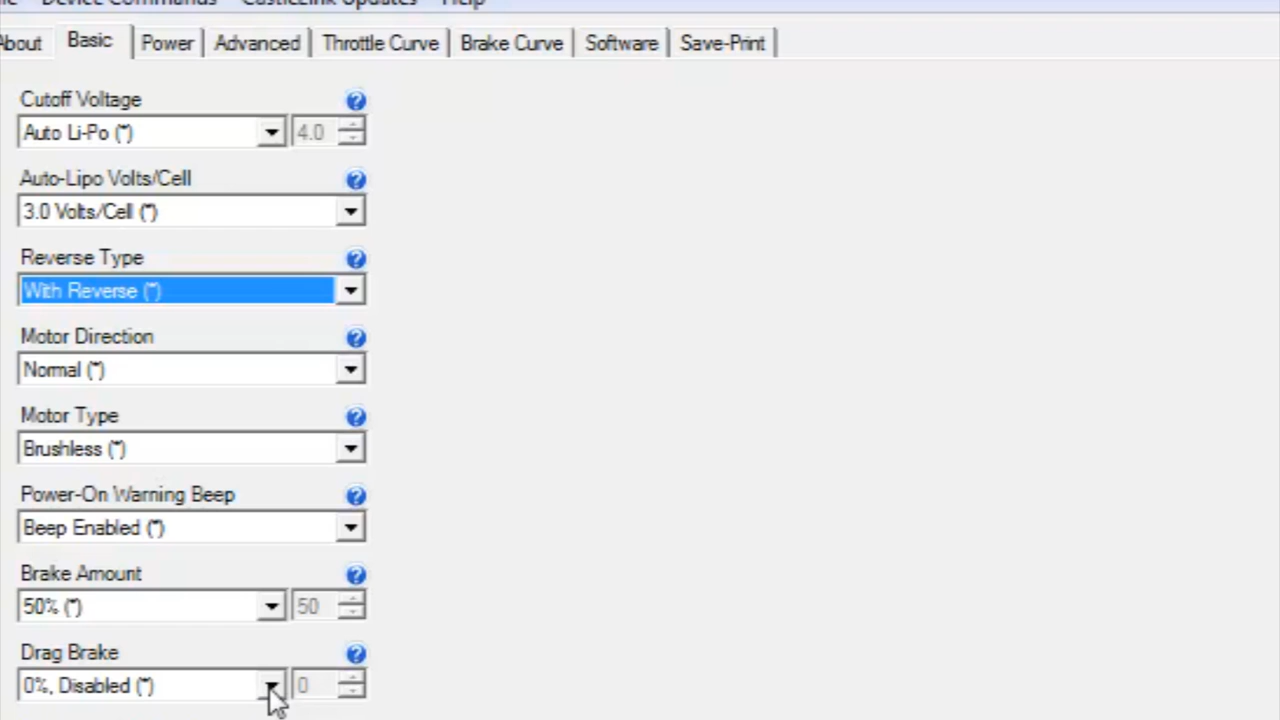 Device Commands CastleLink Updates Help
About Basic Power Advanced Throttle Curve Brake Curve Software Save-Print
Cutoff Voltage
Auto Li-Po (*) 4.0
Auto-Lipo Volts/Cell
3.0 Volts/Cell (*)
Reverse Type
With Reverse (*)
Motor Direction
Normal (*)
Motor Type
Brushless (*)
Power-On Warning Beep
Beep Enabled (*)
Brake Amount
50% (*) 50
Drag Brake
0%, Disabled (*) 0